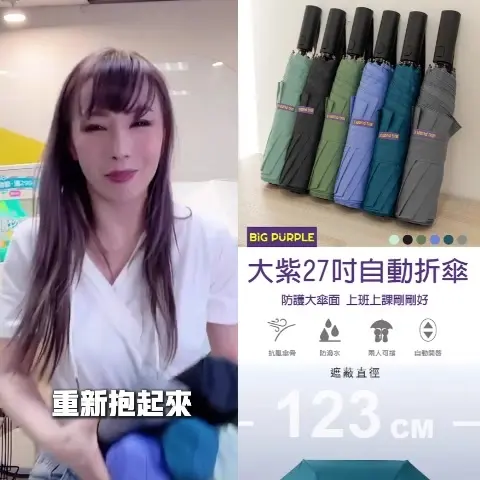 重新抱起來
BiG PURPLE
大紫27吋自動折傘
防護大傘面 上班上課剛剛好
抗風傘骨
防潑水
兩人可撐
自動開收
遮蔽直徑
123 CM